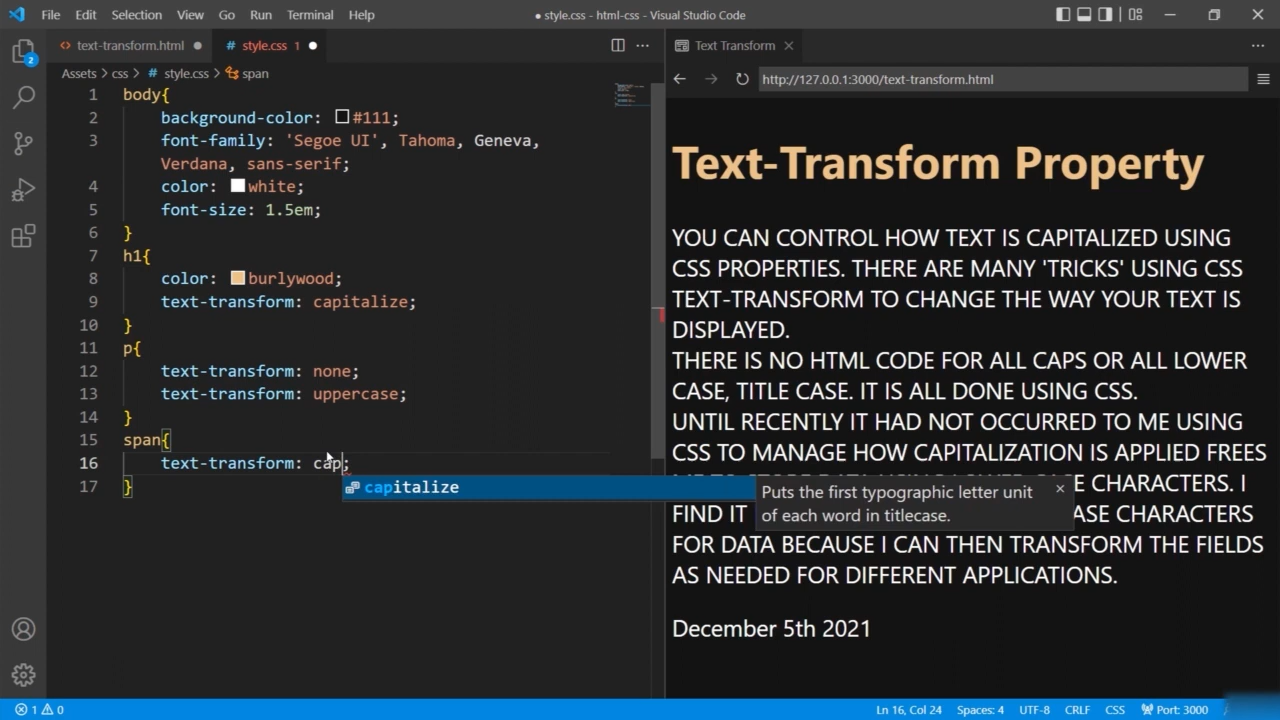 File Edit Selection View Go Run Terminal Help
● style.css - html-css - Visual Studio Code
text-transform.html ●
# style.css 1 ●
Assets > css > # style.css > span
1 body{
2 background-color: #111;
3 font-family: 'Segoe UI', Tahoma, Geneva,
Verdana, sans-serif;
4 color: white;
5 font-size: 1.5em;
6 }
7 h1{
8 color: burlywood;
9 text-transform: capitalize;
10 }
11 p{
12 text-transform: none;
13 text-transform: uppercase;
14 }
15 span{
16 text-transform: cap;
17 }
capitalize
Puts the first typographic letter unit
of each word in titlecase.
Text Transform
http://127.0.0.1:3000/text-transform.html
Text-Transform Property
YOU CAN CONTROL HOW TEXT IS CAPITALIZED USING
CSS PROPERTIES. THERE ARE MANY 'TRICKS' USING CSS
TEXT-TRANSFORM TO CHANGE THE WAY YOUR TEXT IS
DISPLAYED.
THERE IS NO HTML CODE FOR ALL CAPS OR ALL LOWER
CASE, TITLE CASE. IT IS ALL DONE USING CSS.
UNTIL RECENTLY IT HAD NOT OCCURRED TO ME USING
CSS TO MANAGE HOW CAPITALIZATION IS APPLIED FREES
E CHARACTERS. I
FIND IT ASE CHARACTERS
FOR DATA BECAUSE I CAN THEN TRANSFORM THE FIELDS
AS NEEDED FOR DIFFERENT APPLICATIONS.
December 5th 2021
2
1 0
Ln 16, Col 24 Spaces: 4 UTF-8 CRLF CSS Port: 3000